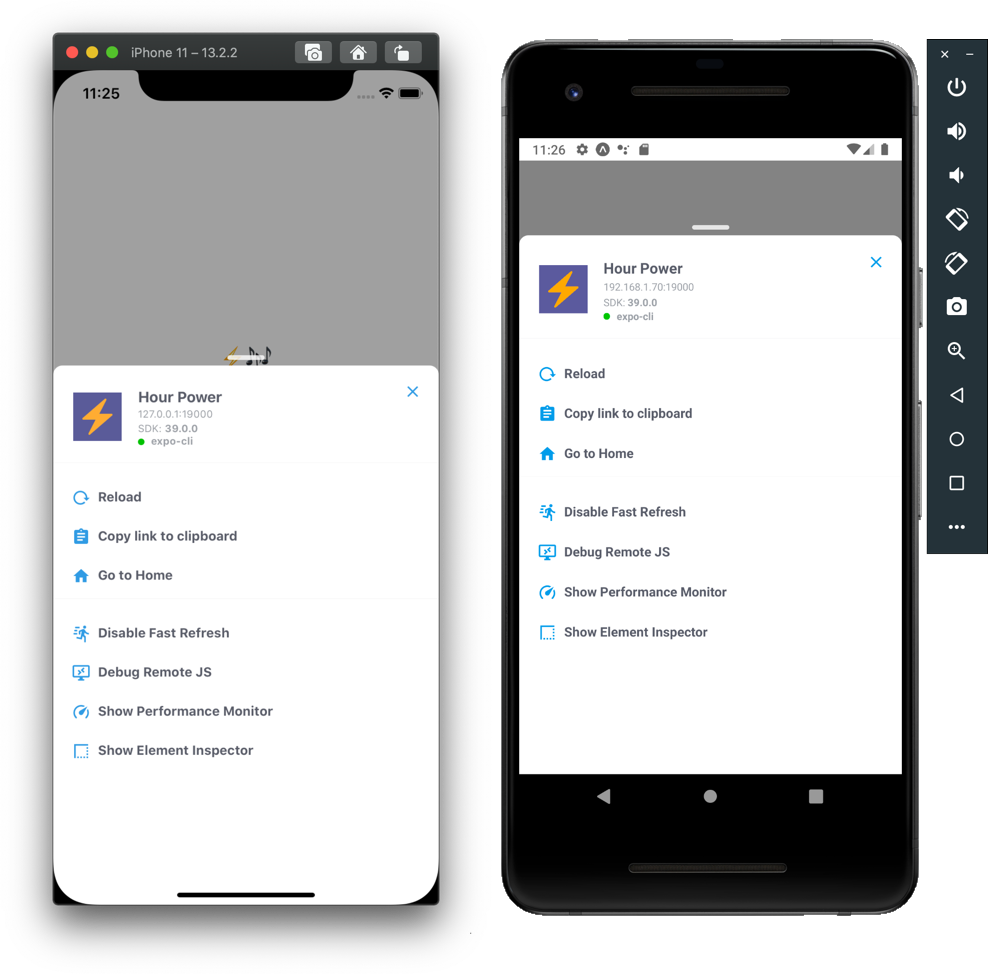 iPhone 11 – 13.2.2
11:25
Hour Power
127.0.0.1:19000
SDK: 39.0.0
expo-cli
Reload
Copy link to clipboard
Go to Home
Disable Fast Refresh
Debug Remote JS
Show Performance Monitor
Show Element Inspector
11:26
Hour Power
192.168.1.70:19000
SDK: 39.0.0
expo-cli
Reload
Copy link to clipboard
Go to Home
Disable Fast Refresh
Debug Remote JS
Show Performance Monitor
Show Element Inspector